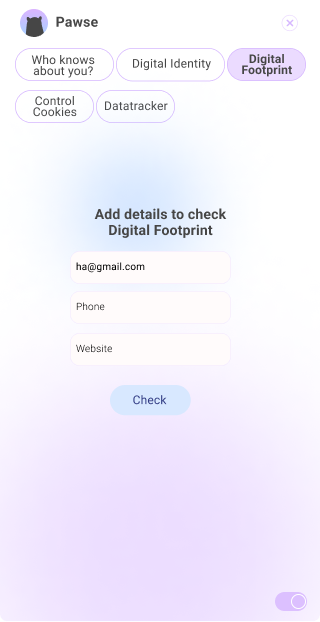 Pawse
Who knows
about you?
Digital Identity
Digital
Footprint
Control
Cookies
Datatracker
Add details to check
Digital Footprint
ha@gmail.com
Phone
Website
Check